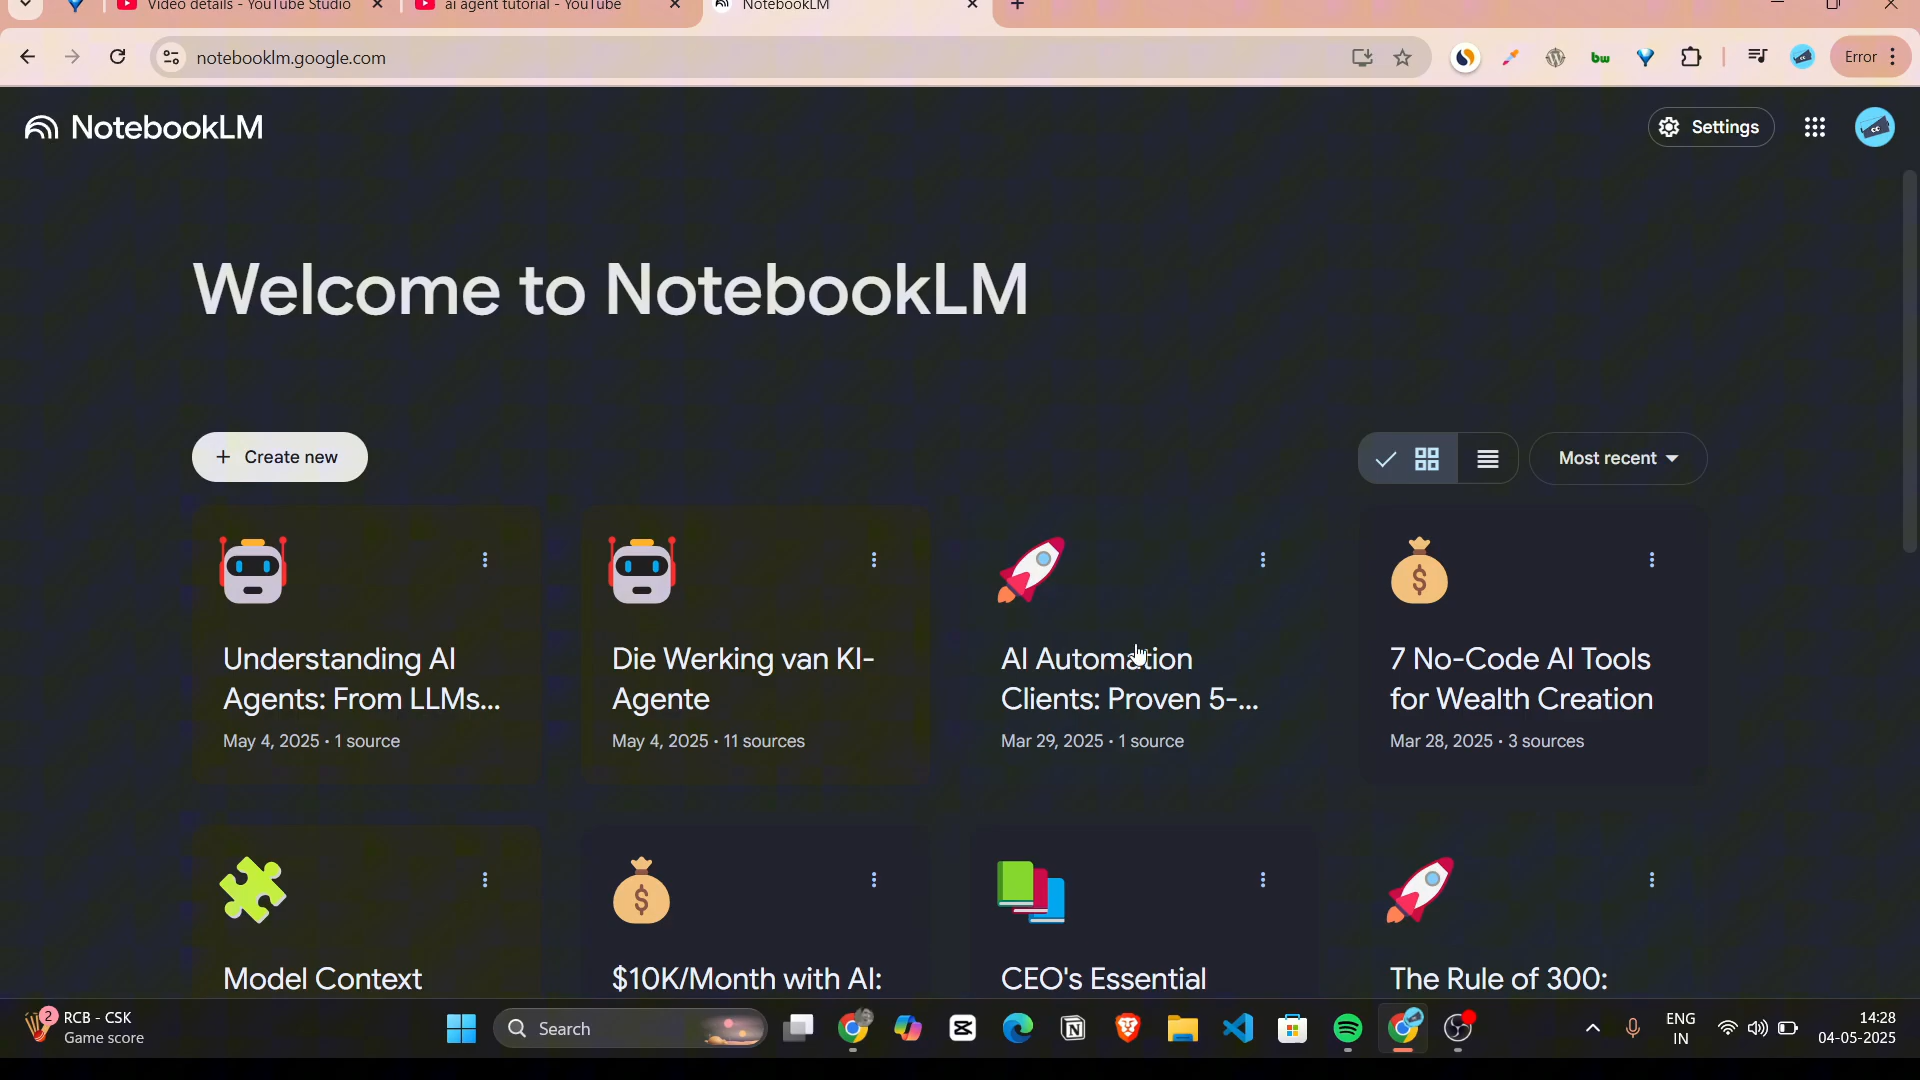 Video details - YouTube Studio
ai agent tutorial - YouTube
NotebookLM
notebooklm.google.com
bw
Error
NotebookLM
Settings
Welcome to NotebookLM
+ Create new
Most recent
Understanding AI
Agents: From LLMs...
May 4, 2025 · 1 source
Die Werking van KI-
Agente
May 4, 2025 · 11 sources
AI Automation
Clients: Proven 5-...
Mar 29, 2025 · 1 source
7 No-Code AI Tools
for Wealth Creation
Mar 28, 2025 · 3 sources
Model Context
$10K/Month with AI:
CEO's Essential
The Rule of 300:
2
RCB - CSK
Game score
Search
ENG
IN
14:28
04-05-2025